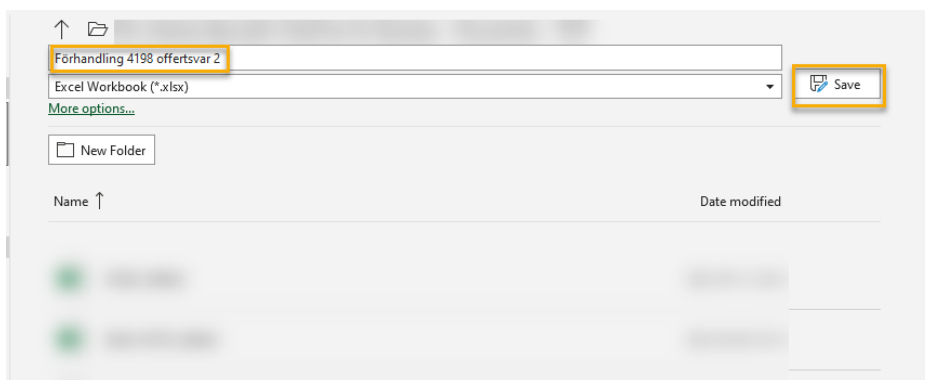 Förhandling 4198 offertsvar 2
Excel Workbook (*.xlsx)
Save
More options...
New Folder
Name
Date modified